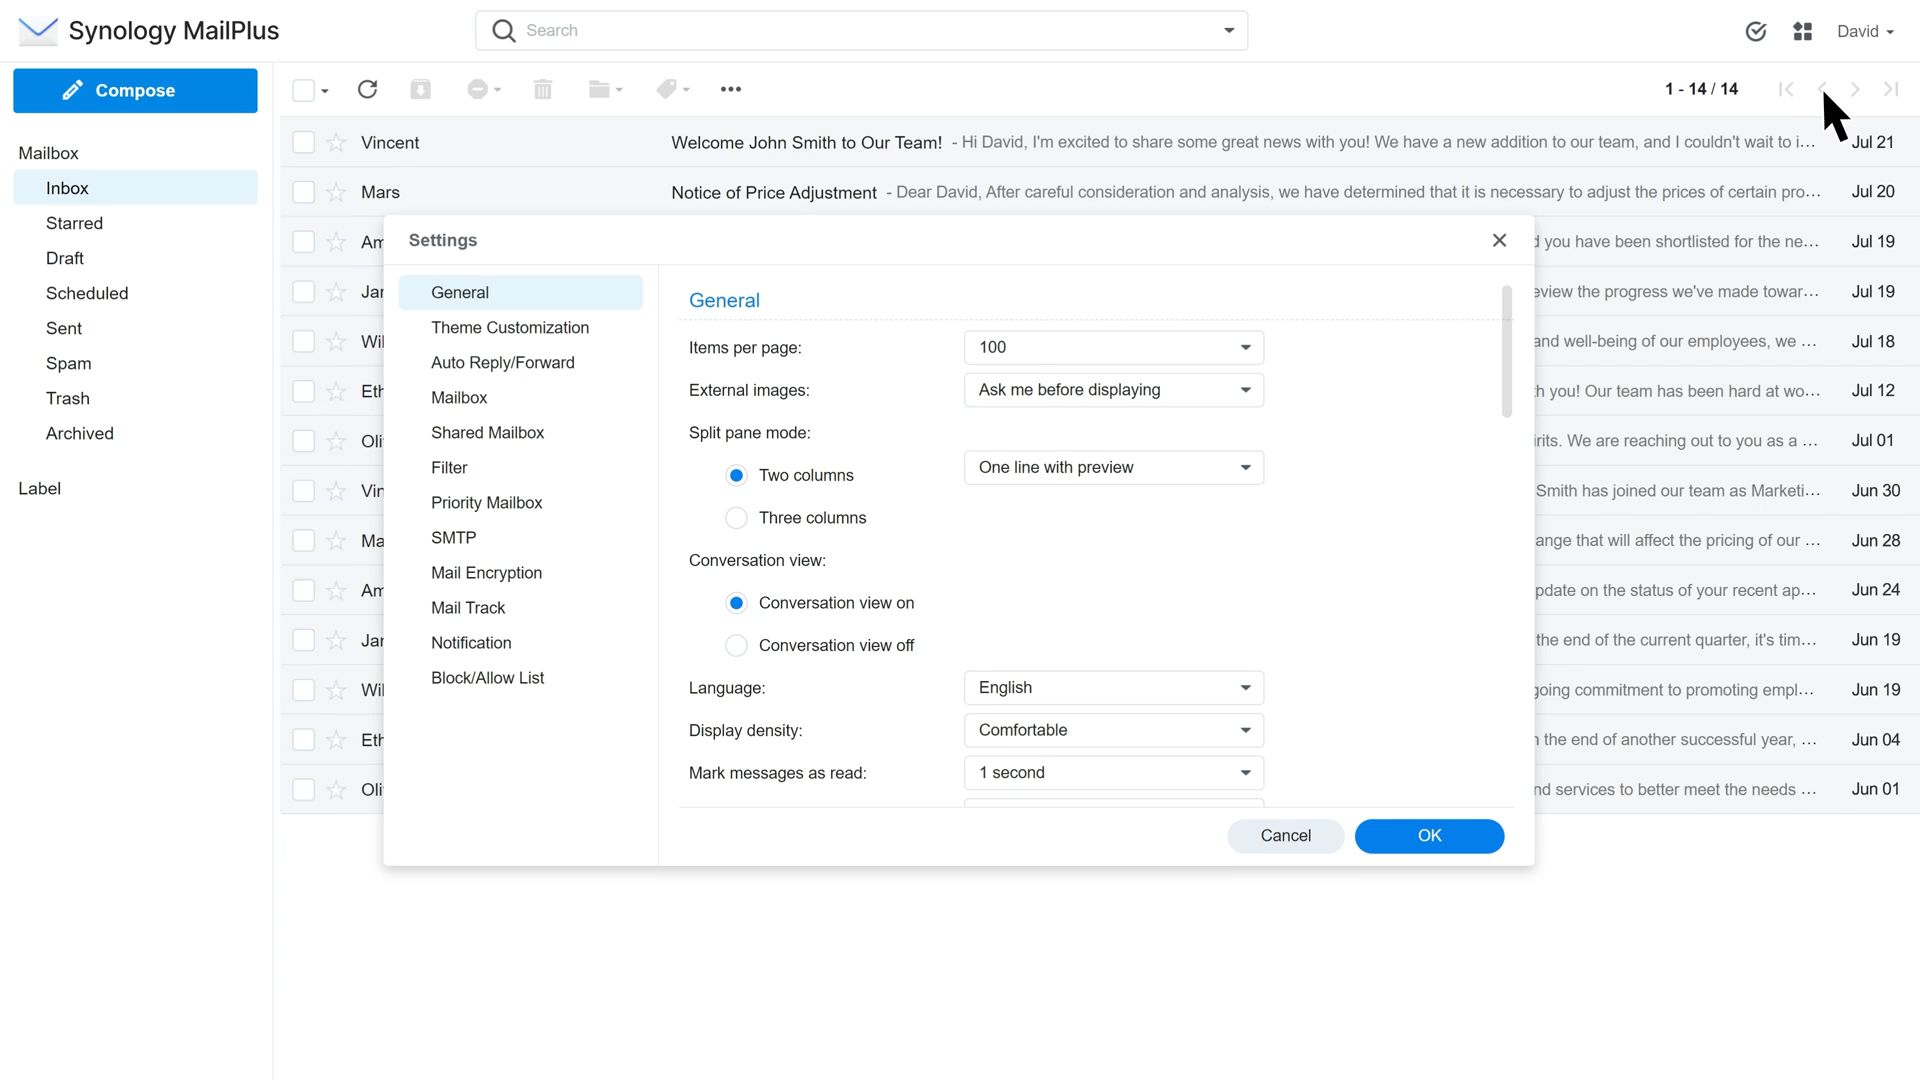 Synology MailPlus
Search
David
Compose
1 - 14 / 14
Mailbox
Inbox
Starred
Draft
Scheduled
Sent
Spam
Trash
Archived
Label
Vincent Welcome John Smith to Our Team! - Hi David, I'm excited to share some great news with you! We have a new addition to our team, and I couldn't wait to i... Jul 21
Mars Notice of Price Adjustment - Dear David, After careful consideration and analysis, we have determined that it is necessary to adjust the prices of certain pro... Jul 20
Am d you have been shortlisted for the ne... Jul 19
Jar eview the progress we've made towar... Jul 19
Wil and well-being of our employees, we ... Jul 18
Eth h you! Our team has been hard at wo... Jul 12
Oli irits. We are reaching out to you as a ... Jul 01
Vin Smith has joined our team as Marketi... Jun 30
Ma ange that will affect the pricing of our ... Jun 28
Am pdate on the status of your recent ap... Jun 24
Jar the end of the current quarter, it's tim... Jun 19
Wil going commitment to promoting empl... Jun 19
Eth n the end of another successful year, ... Jun 04
Oli nd services to better meet the needs ... Jun 01
Settings
General
Theme Customization
Auto Reply/Forward
Mailbox
Shared Mailbox
Filter
Priority Mailbox
SMTP
Mail Encryption
Mail Track
Notification
Block/Allow List
General
Items per page: 100
External images: Ask me before displaying
Split pane mode:
Two columns One line with preview
Three columns
Conversation view:
Conversation view on
Conversation view off
Language: English
Display density: Comfortable
Mark messages as read: 1 second
Cancel OK